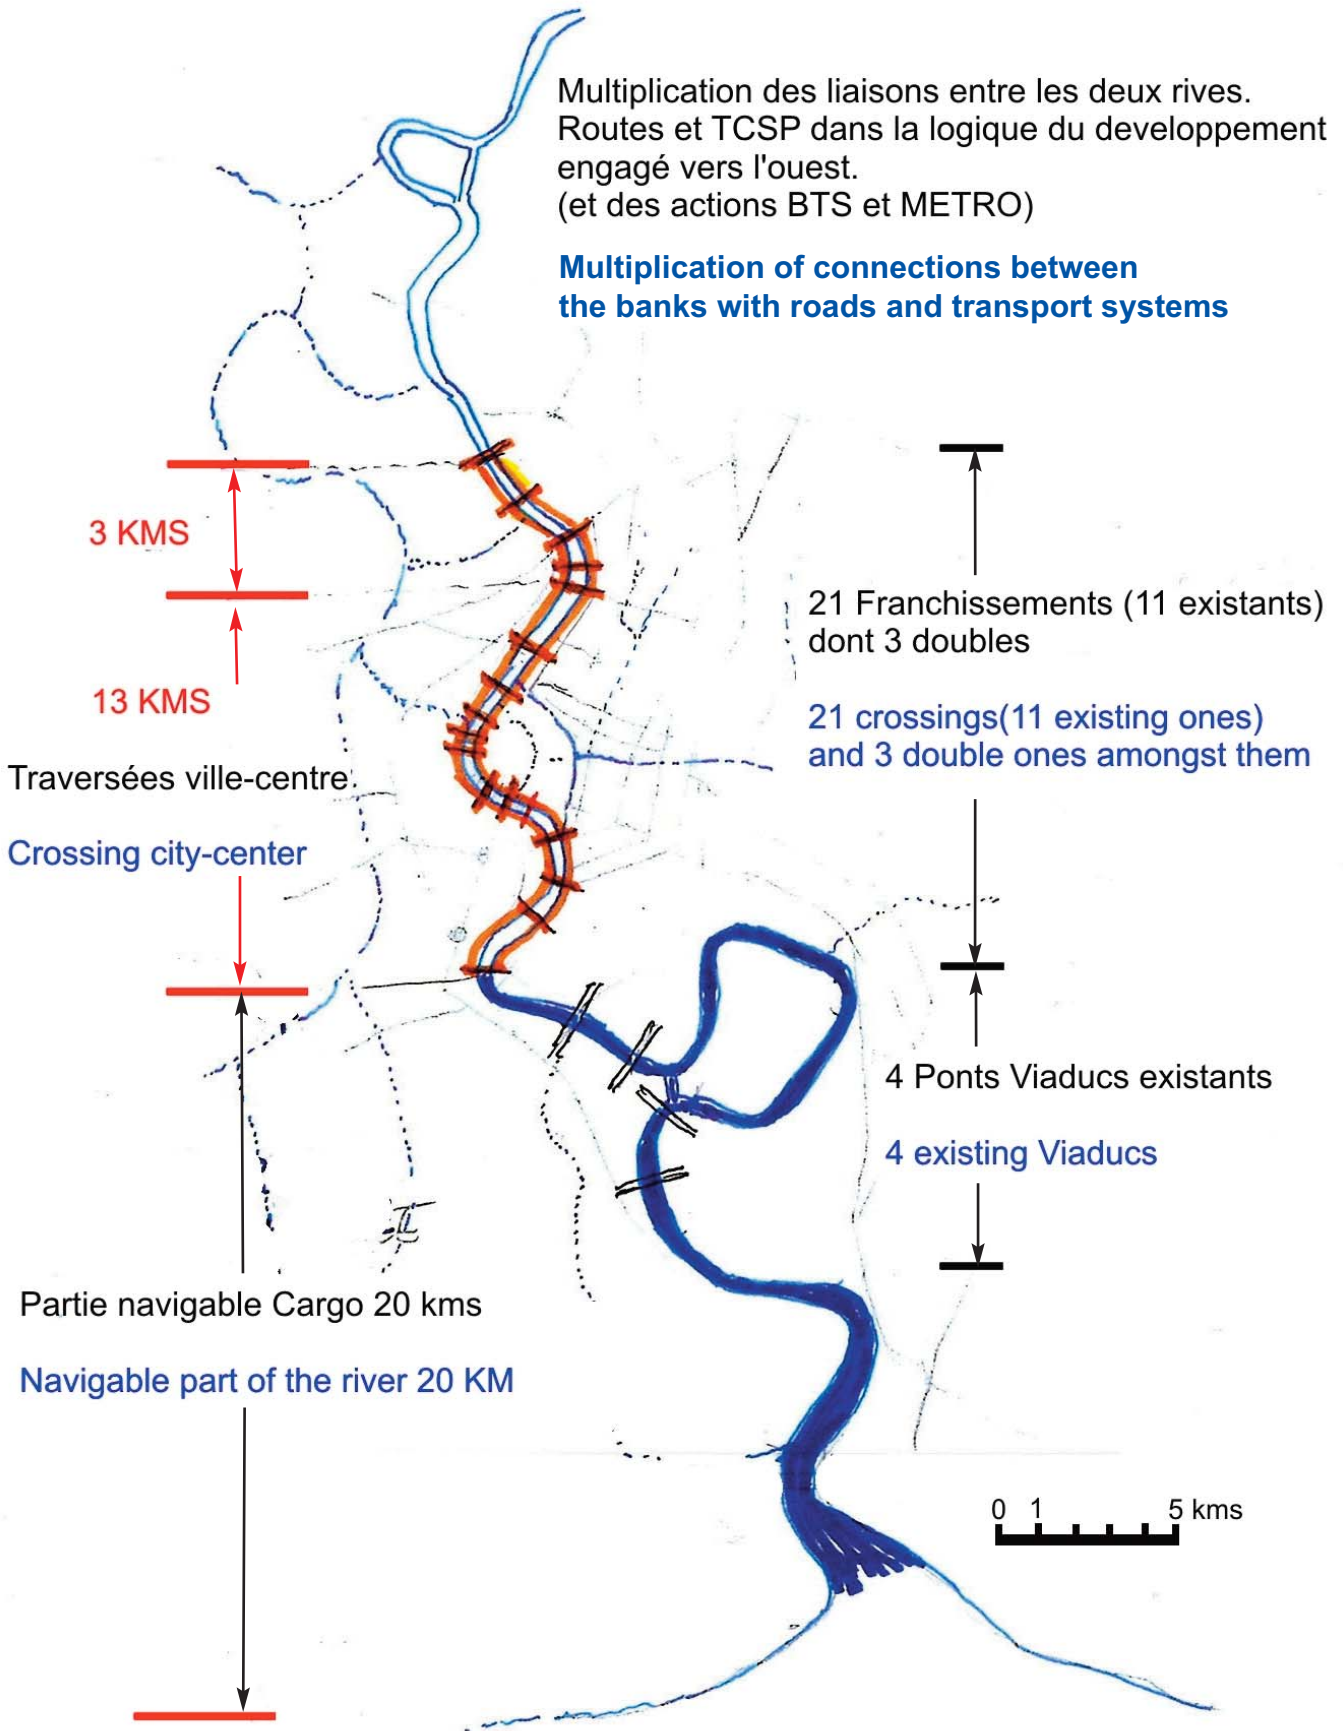 Multiplication des liaisons entre les deux rives.
Routes et TCSP dans la logique du developpement
engagé vers l'ouest.
(et des actions BTS et METRO)
Multiplication of connections between
the banks with roads and transport systems
3 KMS
13 KMS
Traversées ville-centre
Crossing city-center
21 Franchissements (11 existants)
dont 3 doubles
21 crossings(11 existing ones)
and 3 double ones amongst them
4 Ponts Viaducs existants
4 existing Viaducs
Partie navigable Cargo 20 kms
Navigable part of the river 20 KM
0 1 5 kms